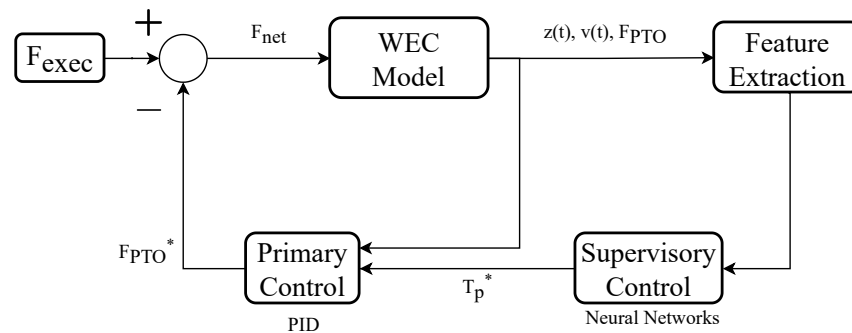 +
F_exec
F_net
WEC
Model
z(t), v(t), F_PTO
Feature
Extraction
—
F_PTO*
Primary
Control
PID
T_p*
Supervisory
Control
Neural Networks